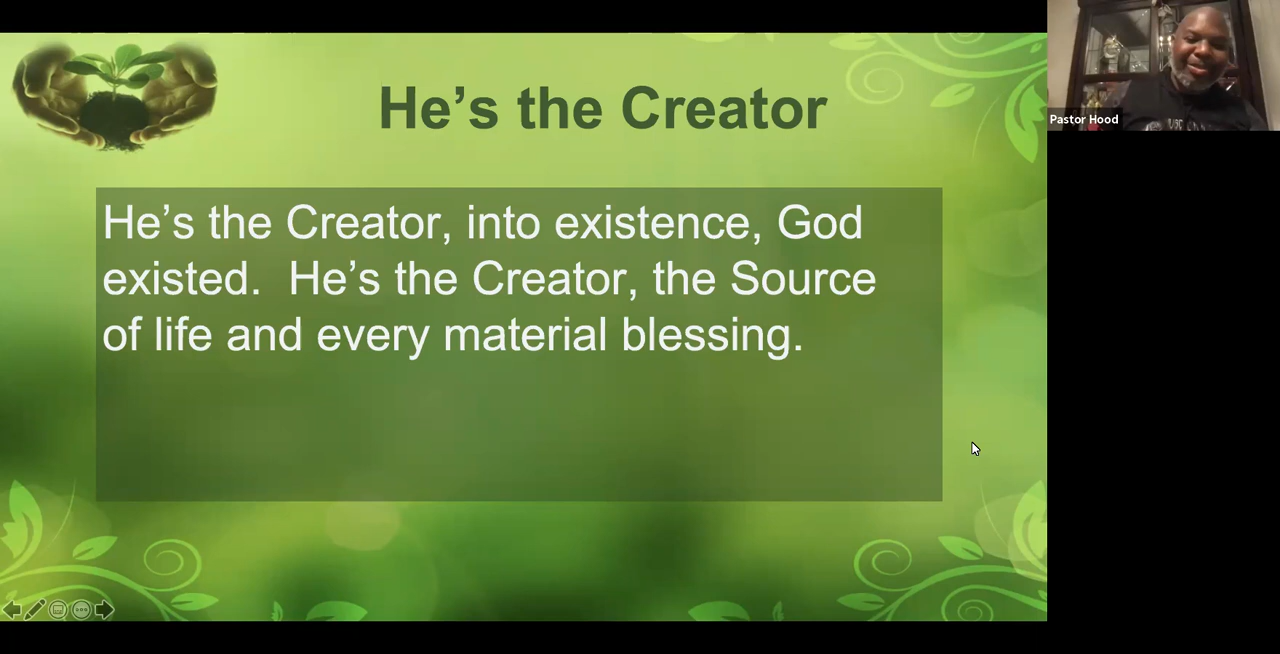 He's the Creator
He's the Creator, into existence, God
existed.  He's the Creator, the Source
of life and every material blessing.
Pastor Hood